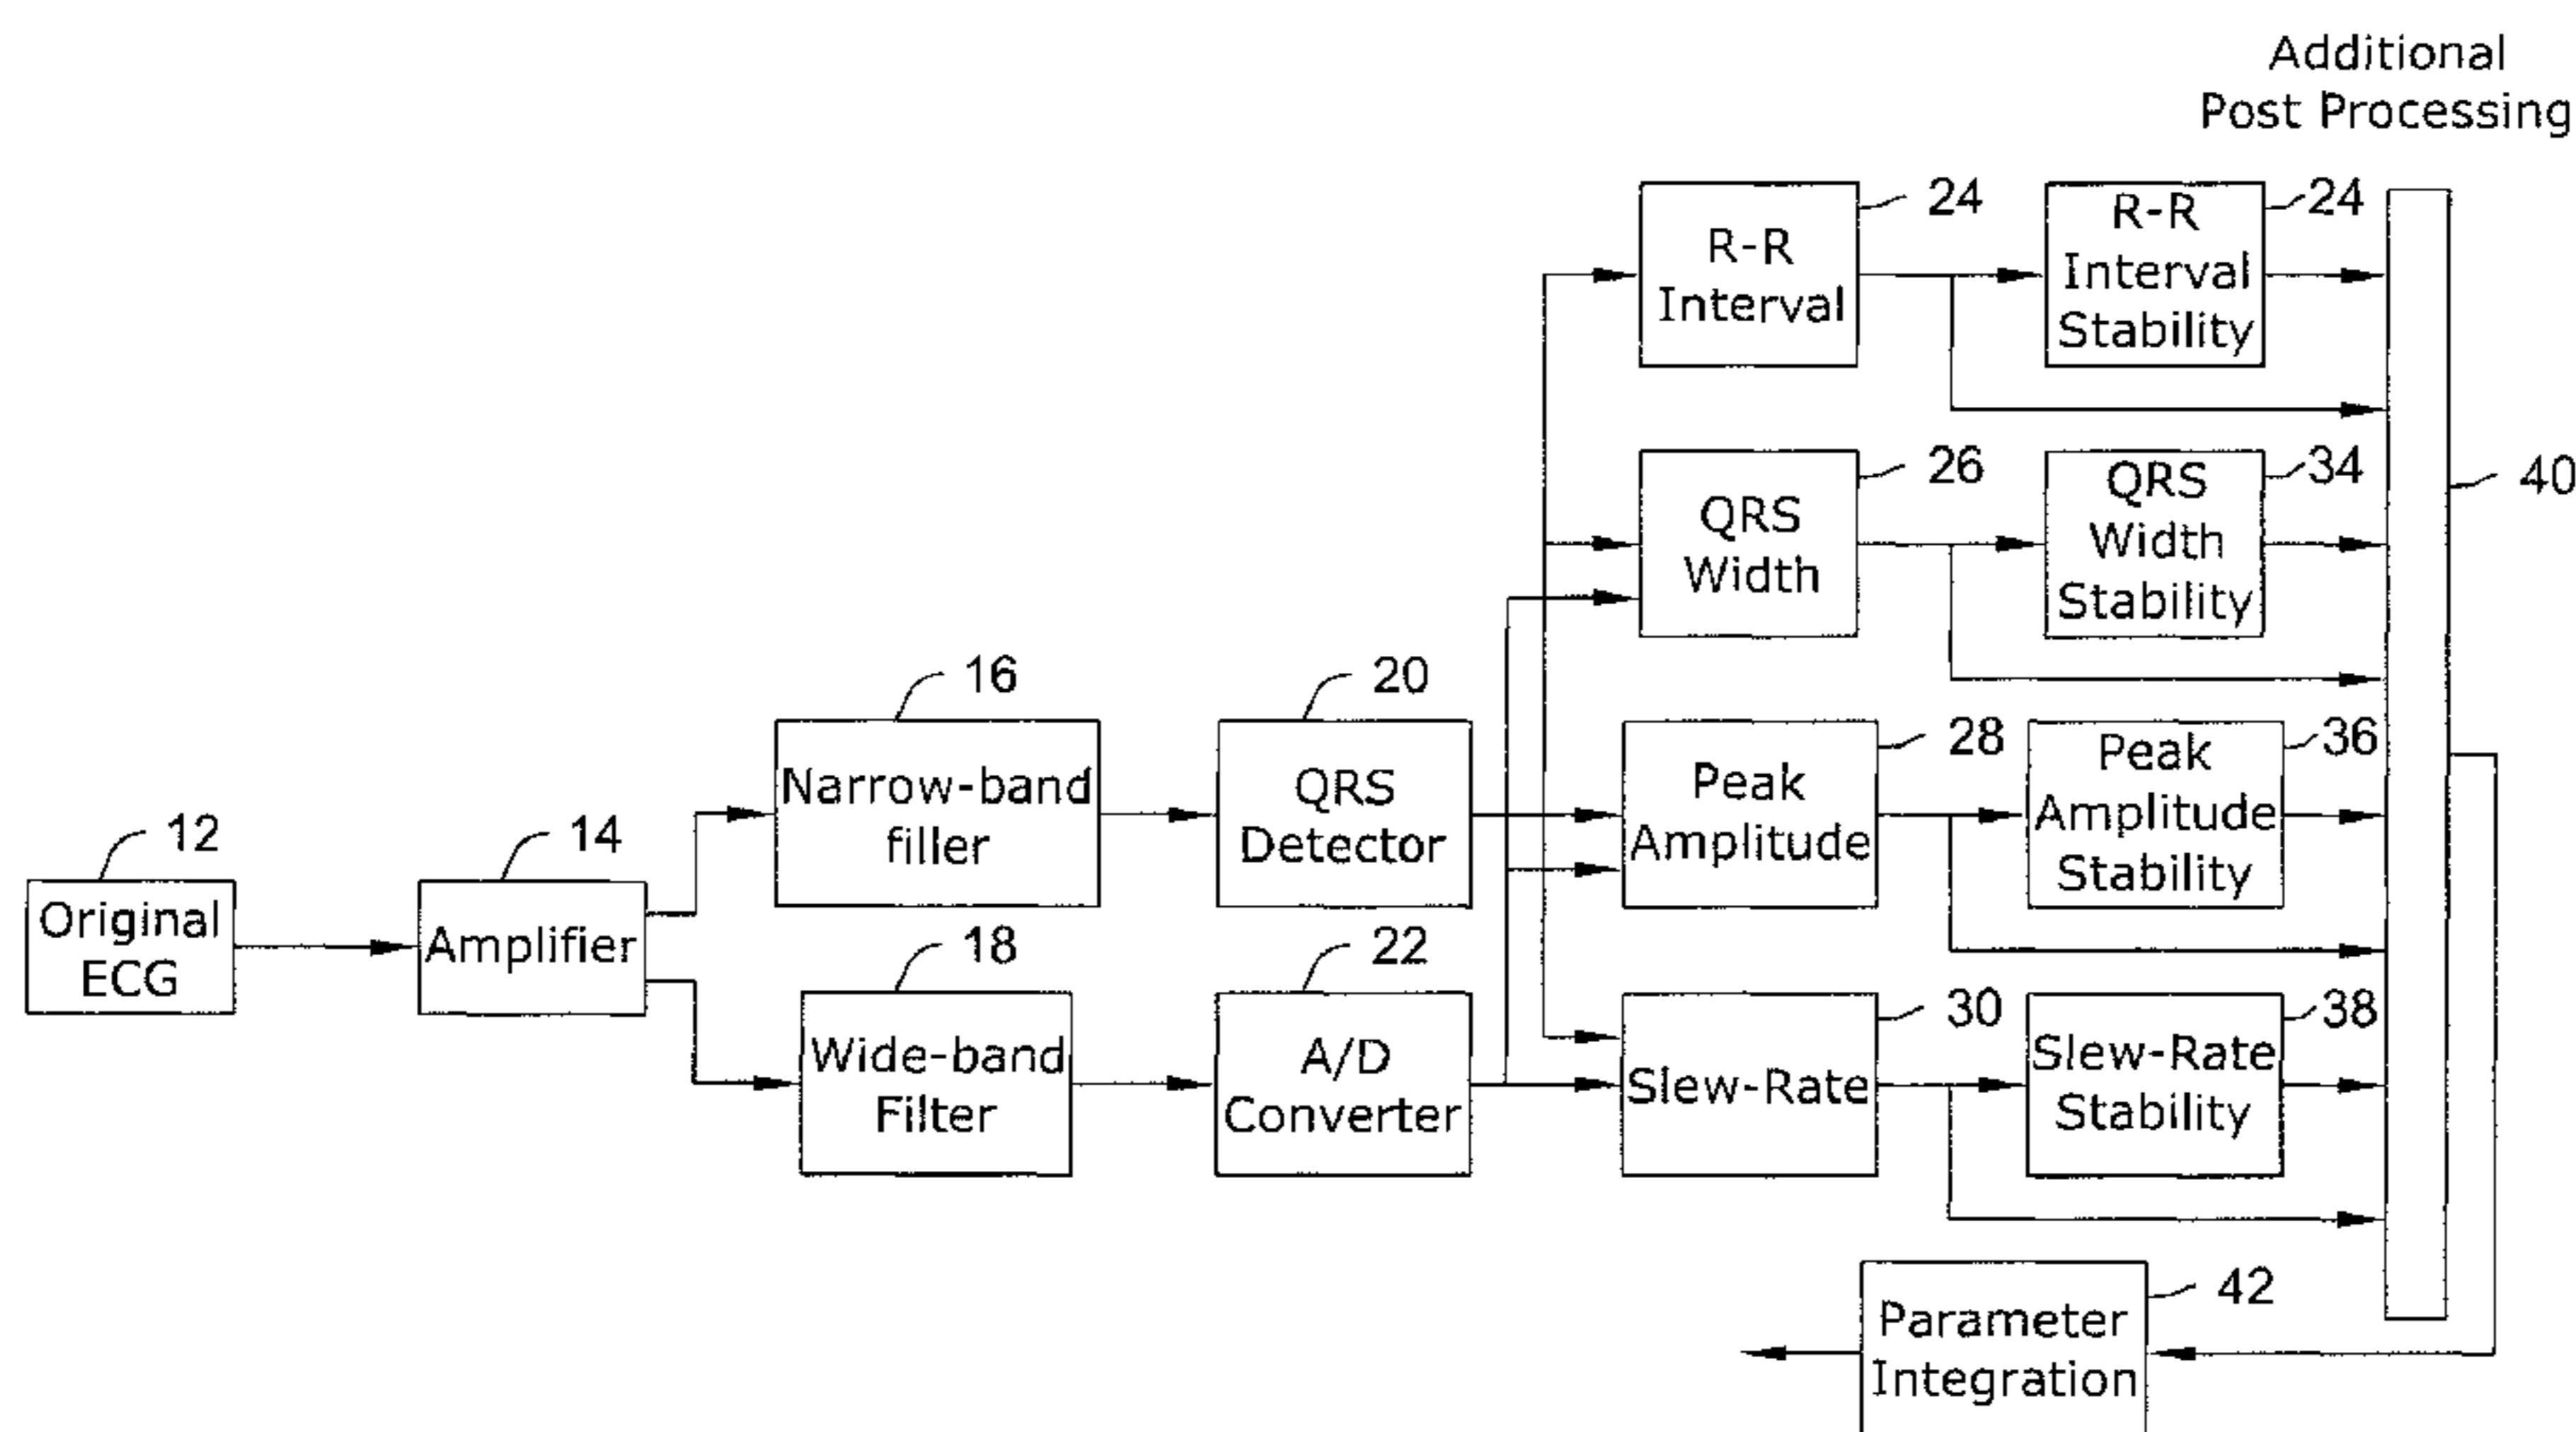 Additional
Post Processing
24
R-R
Interval
24
R-R
Interval
Stability
26
QRS
Width
34
QRS
Width
Stability
40
16
Narrow-band
filler
20
QRS
Detector
28
Peak
Amplitude
36
Peak
Amplitude
Stability
12
Original
ECG
14
Amplifier
18
Wide-band
Filter
22
A/D
Converter
30
Slew-Rate
38
Slew-Rate
Stability
42
Parameter
Integration